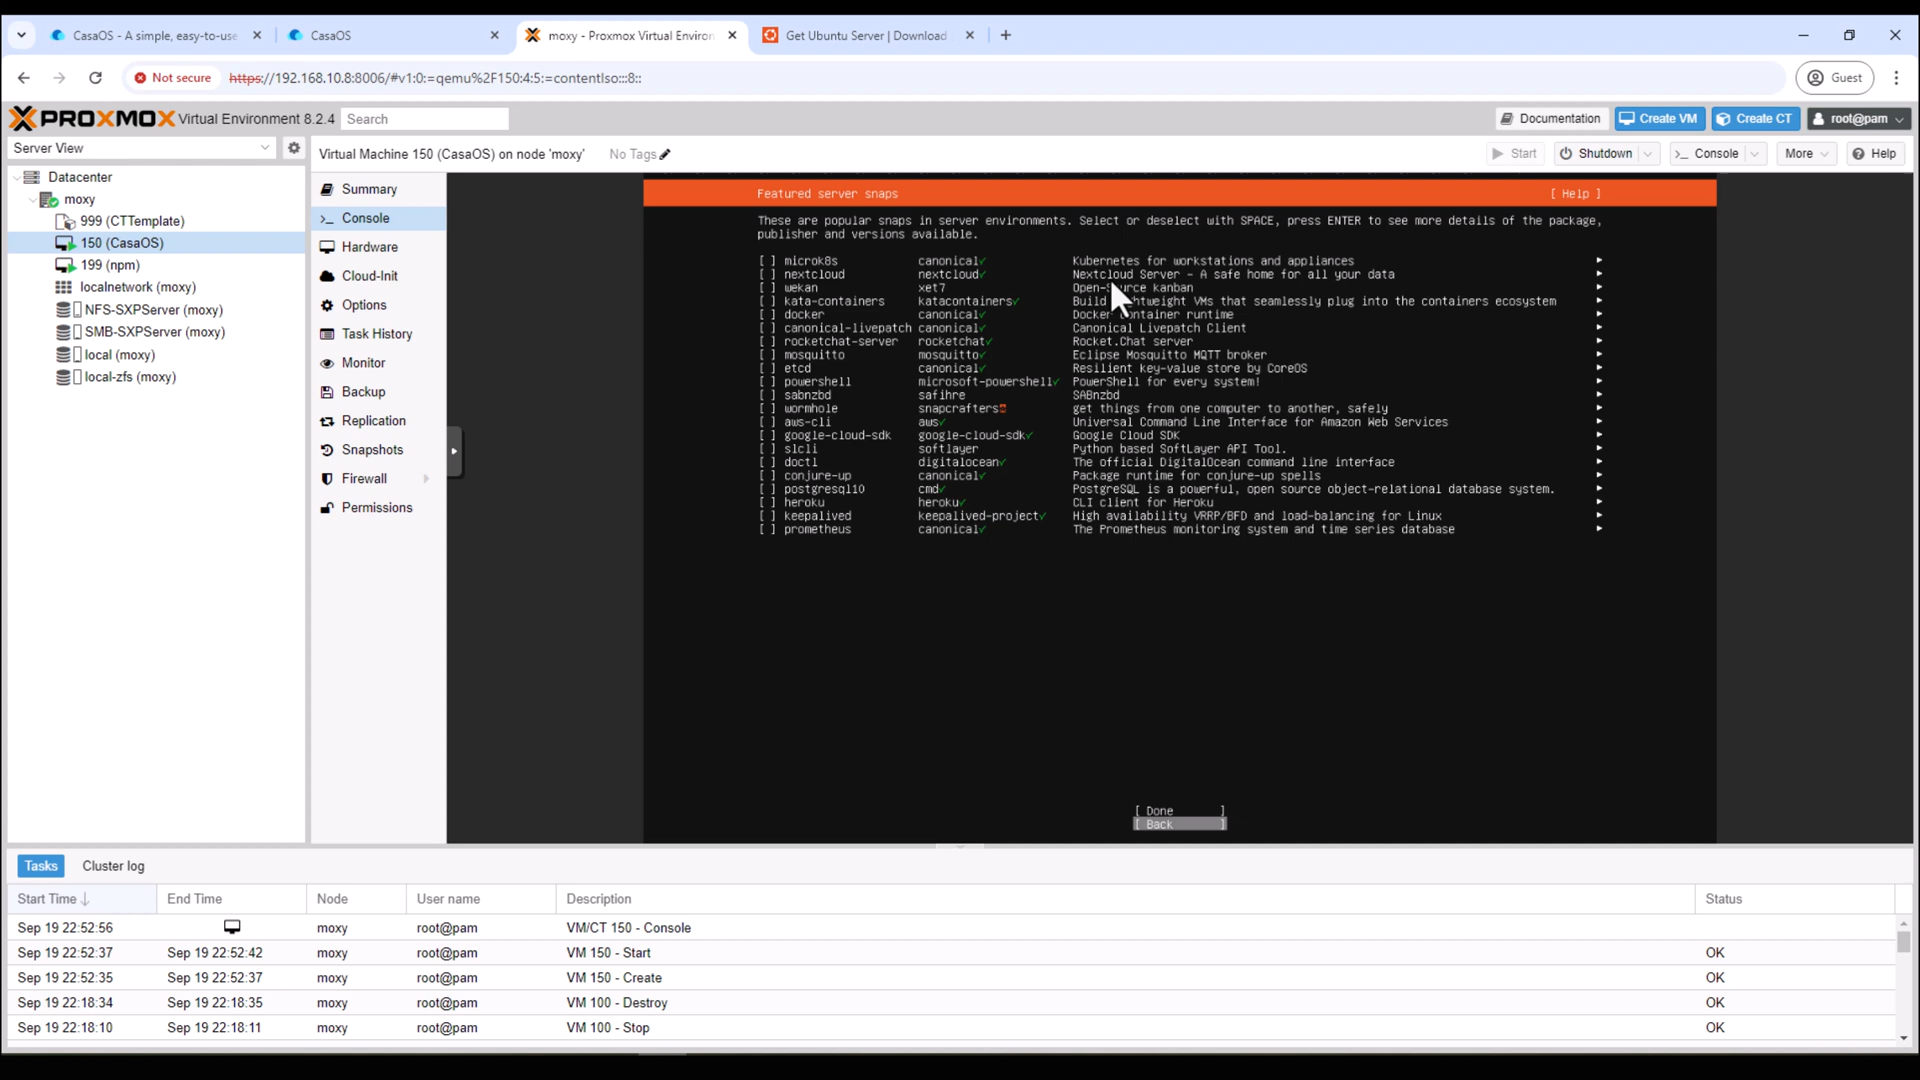 CasaOS - A simple, easy-to-use
CasaOS
moxy - Proxmox Virtual Environ
Get Ubuntu Server | Download
Not secure
https://192.168.10.8:8006/#v1:0:=qemu%2F150:4:5:=contentIso:::8::
Guest
PROXMOX Virtual Environment 8.2.4
Search
Documentation
Create VM
Create CT
root@pam
Server View
Virtual Machine 150 (CasaOS) on node 'moxy'
No Tags
Start
Shutdown
Console
More
Help
Datacenter
moxy
999 (CTTemplate)
150 (CasaOS)
199 (npm)
localnetwork (moxy)
NFS-SXPServer (moxy)
SMB-SXPServer (moxy)
local (moxy)
local-zfs (moxy)
Summary
Console
Hardware
Cloud-Init
Options
Task History
Monitor
Backup
Replication
Snapshots
Firewall
Permissions
Featured server snaps [ Help ]
These are popular snaps in server environments. Select or deselect with SPACE, press ENTER to see more details of the package,
publisher and versions available.
[ ] microk8s canonical✓ Kubernetes for workstations and appliances ▸
[ ] nextcloud nextcloud✓ Nextcloud Server - A safe home for all your data ▸
[ ] wekan xet7 Open-Source kanban ▸
[ ] kata-containers katacontainers✓ Build lightweight VMs that seamlessly plug into the containers ecosystem ▸
[ ] docker canonical✓ Docker container runtime ▸
[ ] canonical-livepatch canonical✓ Canonical Livepatch Client ▸
[ ] rocketchat-server rocketchat✓ Rocket.Chat server ▸
[ ] mosquitto mosquitto✓ Eclipse Mosquitto MQTT broker ▸
[ ] etcd canonical✓ Resilient key-value store by CoreOS ▸
[ ] powershell microsoft-powershell✓ PowerShell for every system! ▸
[ ] sabnzbd safihre SABnzbd ▸
[ ] wormhole snapcrafters get things from one computer to another, safely ▸
[ ] aws-cli aws✓ Universal Command Line Interface for Amazon Web Services ▸
[ ] google-cloud-sdk google-cloud-sdk✓ Google Cloud SDK ▸
[ ] slcli softlayer Python based SoftLayer API Tool. ▸
[ ] doctl digitalocean✓ The official DigitalOcean command line interface ▸
[ ] conjure-up canonical✓ Package runtime for conjure-up spells ▸
[ ] postgresql10 cmd✓ PostgreSQL is a powerful, open source object-relational database system. ▸
[ ] heroku heroku✓ CLI client for Heroku ▸
[ ] keepalived keepalived-project✓ High availability VRRP/BFD and load-balancing for Linux ▸
[ ] prometheus canonical✓ The Prometheus monitoring system and time series database ▸
[ Done ]
[ Back ]
Tasks
Cluster log
Start Time End Time Node User name Description Status
Sep 19 22:52:56 moxy root@pam VM/CT 150 - Console
Sep 19 22:52:37 Sep 19 22:52:42 moxy root@pam VM 150 - Start OK
Sep 19 22:52:35 Sep 19 22:52:37 moxy root@pam VM 150 - Create OK
Sep 19 22:18:34 Sep 19 22:18:35 moxy root@pam VM 100 - Destroy OK
Sep 19 22:18:10 Sep 19 22:18:11 moxy root@pam VM 100 - Stop OK